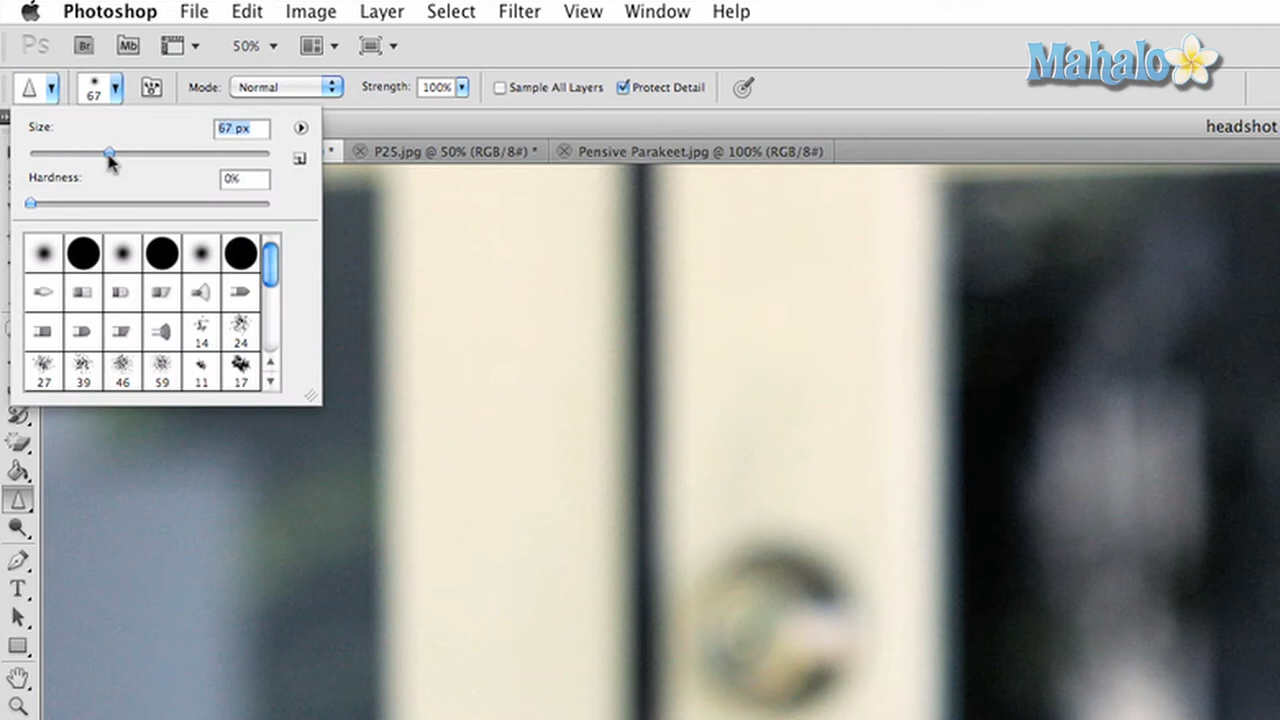 Photoshop File Edit Image Layer Select Filter View Window Help
Ps Br Mb 50%
Mahalo
67 Mode: Normal Strength: 100% Sample All Layers Protect Detail
Size: 67 px
headshot
* P25.jpg @ 50% (RGB/8#) * Pensive Parakeet.jpg @ 100% (RGB/8#)
Hardness: 0%
14 24
27 39 46 59 11 17
T